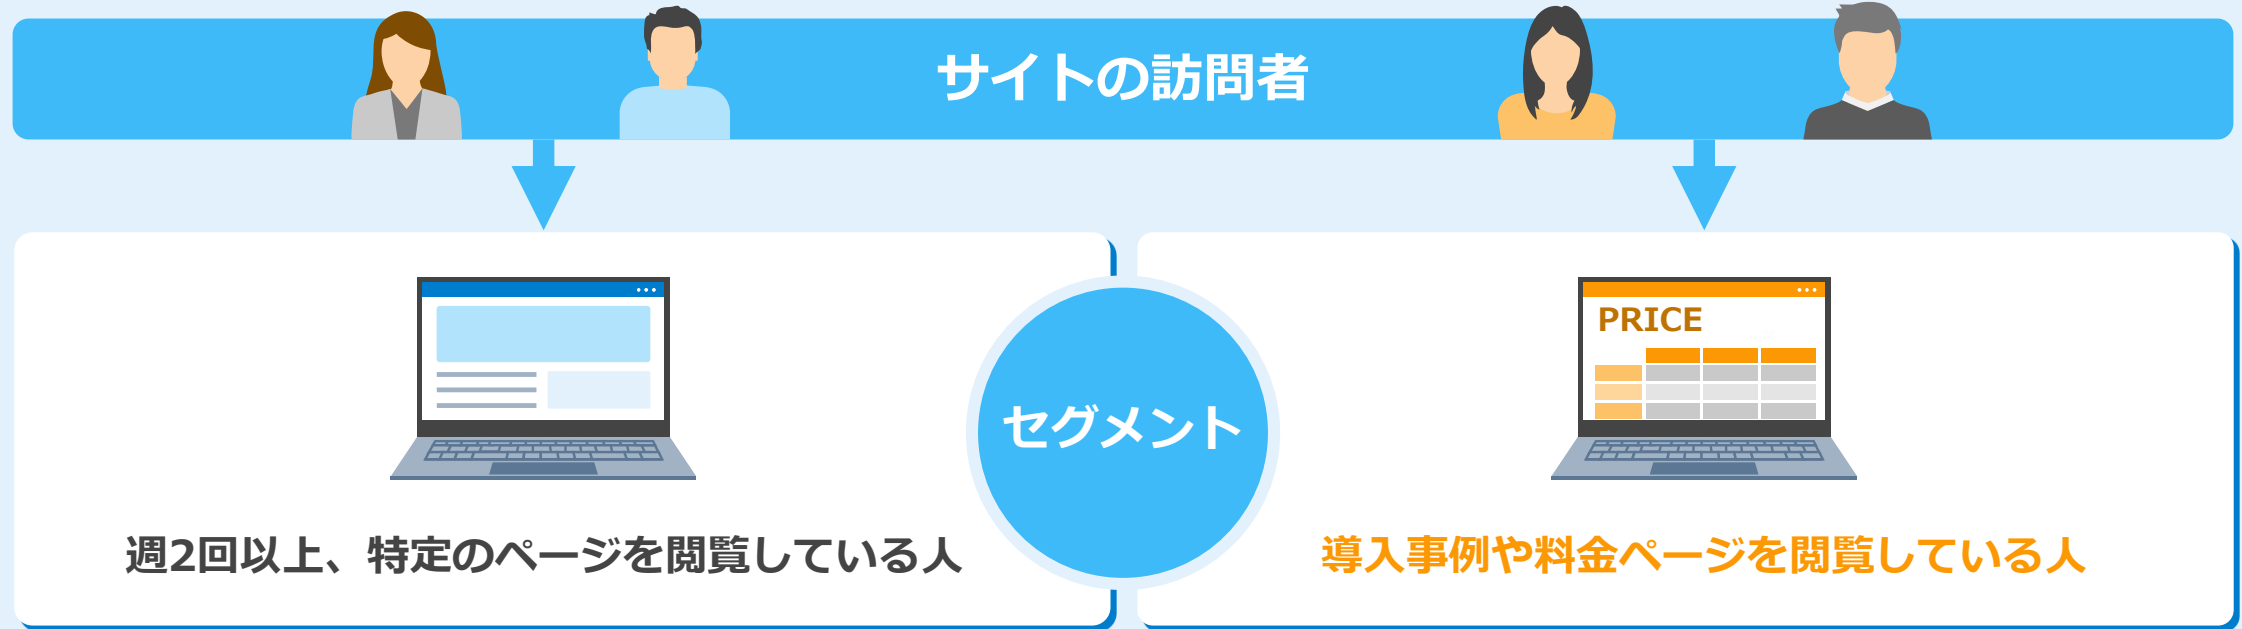 サイトの訪問者
PRICE
セグメント
週2回以上、特定のページを閲覧している人
導入事例や料金ページを閲覧している人